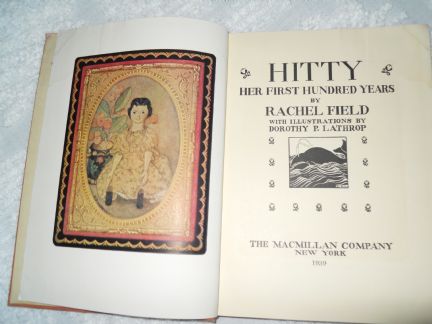 HITTY
HER FIRST HUNDRED YEARS
BY
RACHEL FIELD
WITH ILLUSTRATIONS BY
DOROTHY P. LATHROP
THE MACMILLAN COMPANY
NEW YORK